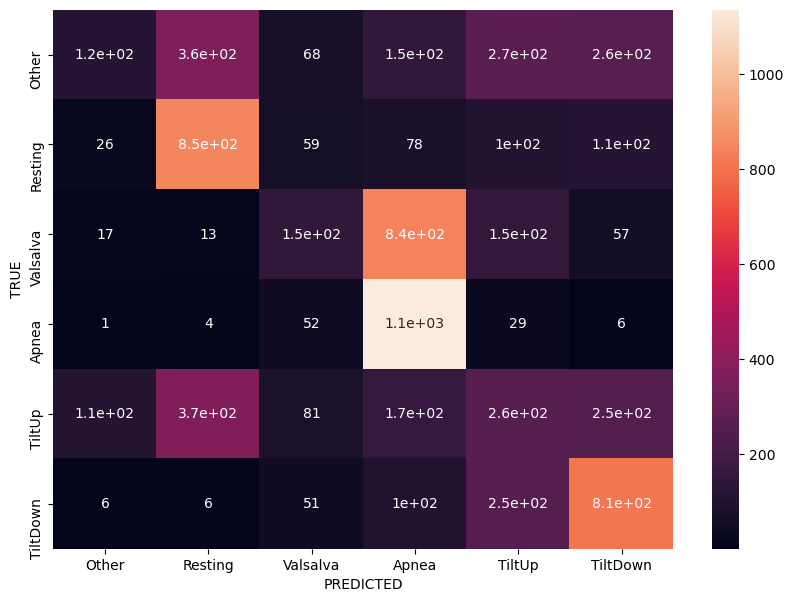 Other 1.2e+02 3.6e+02 68 1.5e+02 2.7e+02 2.6e+02
Resting 26 8.5e+02 59 78 1e+02 1.1e+02
Valsalva 17 13 1.5e+02 8.4e+02 1.5e+02 57
Apnea 1 4 52 1.1e+03 29 6
TiltUp 1.1e+02 3.7e+02 81 1.7e+02 2.6e+02 2.5e+02
TiltDown 6 6 51 1e+02 2.5e+02 8.1e+02
TRUE
Other Resting Valsalva Apnea TiltUp TiltDown
PREDICTED
1000
800
600
400
200